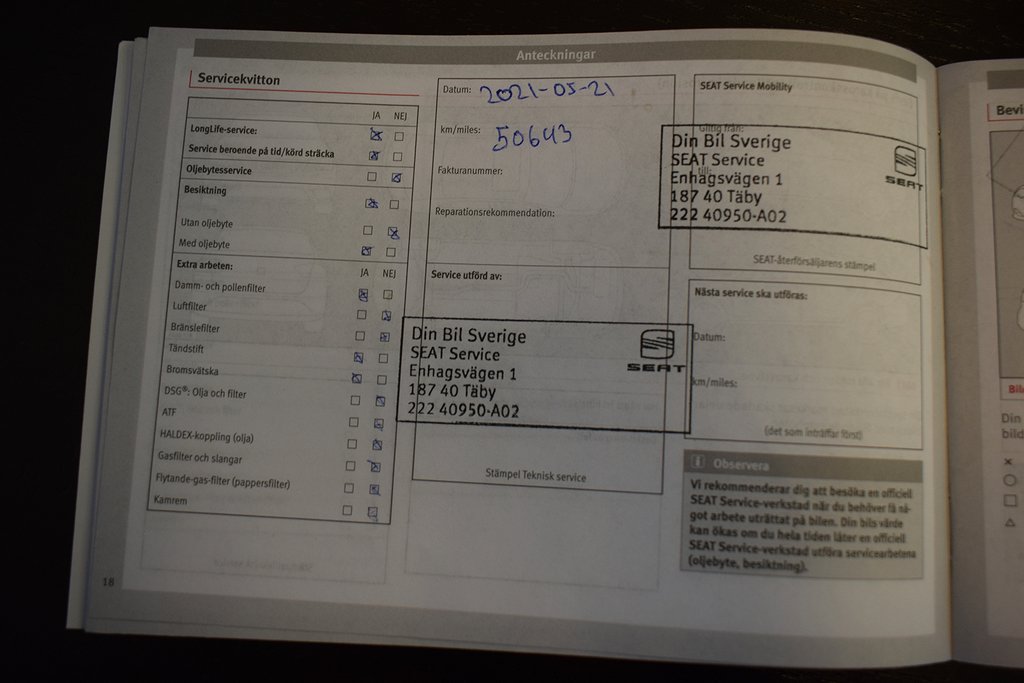 Anteckningar
Servicekvitton
JA NEJ
LongLife-service:
Service beroende på tid/körd sträcka
Oljebytesservice
Besiktning
Utan oljebyte
Med oljebyte
Extra arbeten: JA NEJ
Damm- och pollenfilter
Luftfilter
Bränslefilter
Tändstift
Bromsvätska
DSG®: Olja och filter
ATF
HALDEX-koppling (olja)
Gasfilter och slangar
Flytande-gas-filter (pappersfilter)
Kamrem
18
Datum: 2021-05-21
km/miles: 50643
Fakturanummer:
Reparationsrekommendation:
Service utförd av:
Din Bil Sverige
SEAT Service
Enhagsvägen 1
187 40 Täby
222 40950-A02
SEAT
Stämpel Teknisk service
SEAT Service Mobility
Giltig från:
till:
Din Bil Sverige
SEAT Service
Enhagsvägen 1
187 40 Täby
222 40950-A02
SEAT
SEAT-återförsäljarens stämpel
Nästa service ska utföras:
Datum:
km/miles:
(det som inträffar först)
i Observera
Vi rekommenderar dig att besöka en officiell
SEAT Service-verkstad när du behöver få nå-
got arbete uträttat på bilen. Din bils värde
kan ökas om du hela tiden låter en officiell
SEAT Service-verkstad utföra servicearbetena
(oljebyte, besiktning).
Bevi
Bil
Din
bild